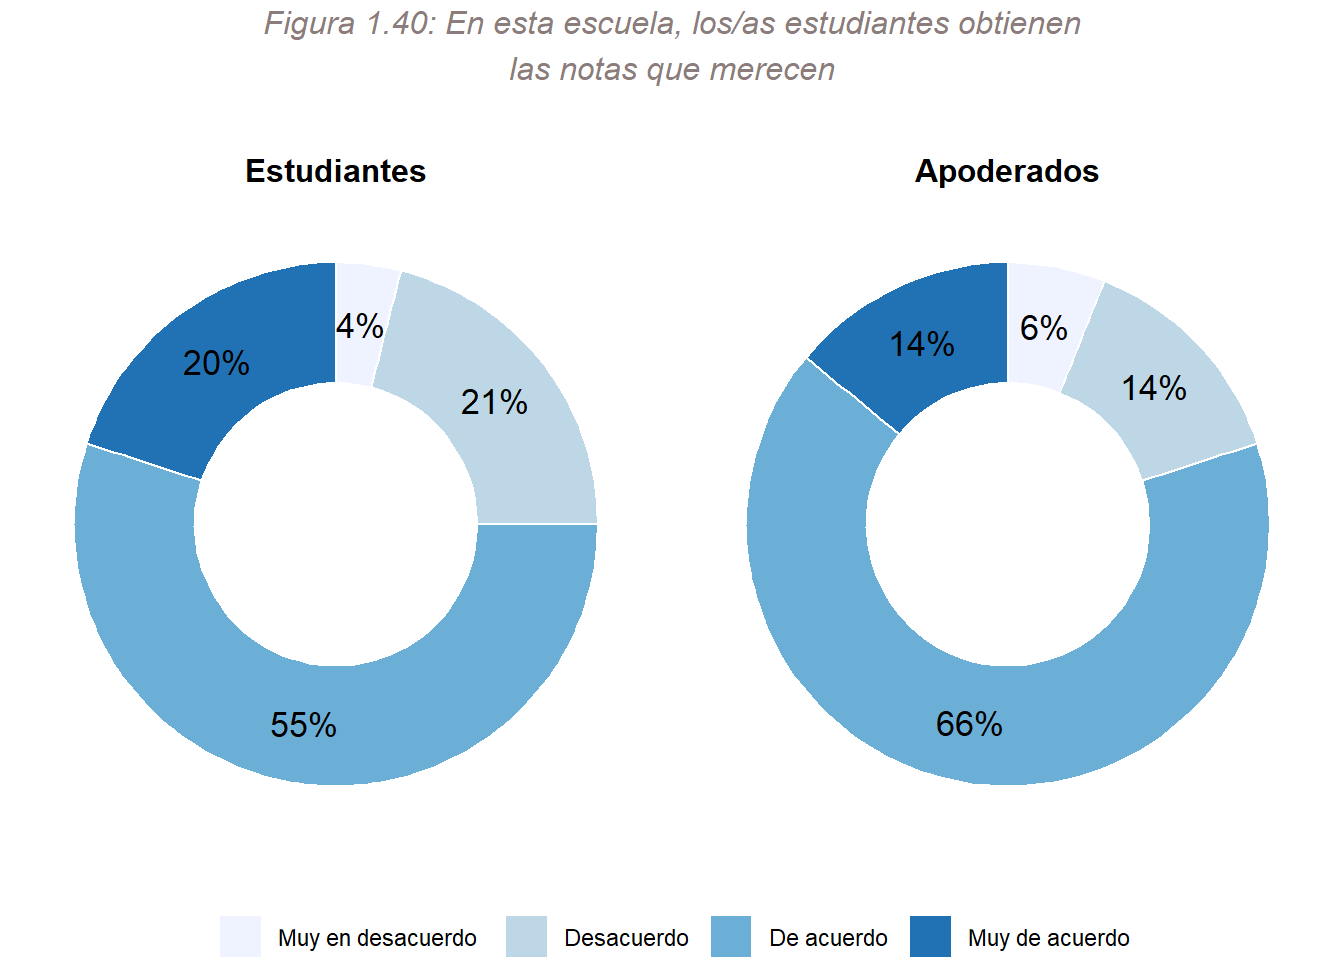 Figura 1.40: En esta escuela, los/as estudiantes obtienen
las notas que merecen
Estudiantes
4%
21%
55%
20%
Apoderados
6%
14%
66%
14%
Muy en desacuerdo
Desacuerdo
De acuerdo
Muy de acuerdo